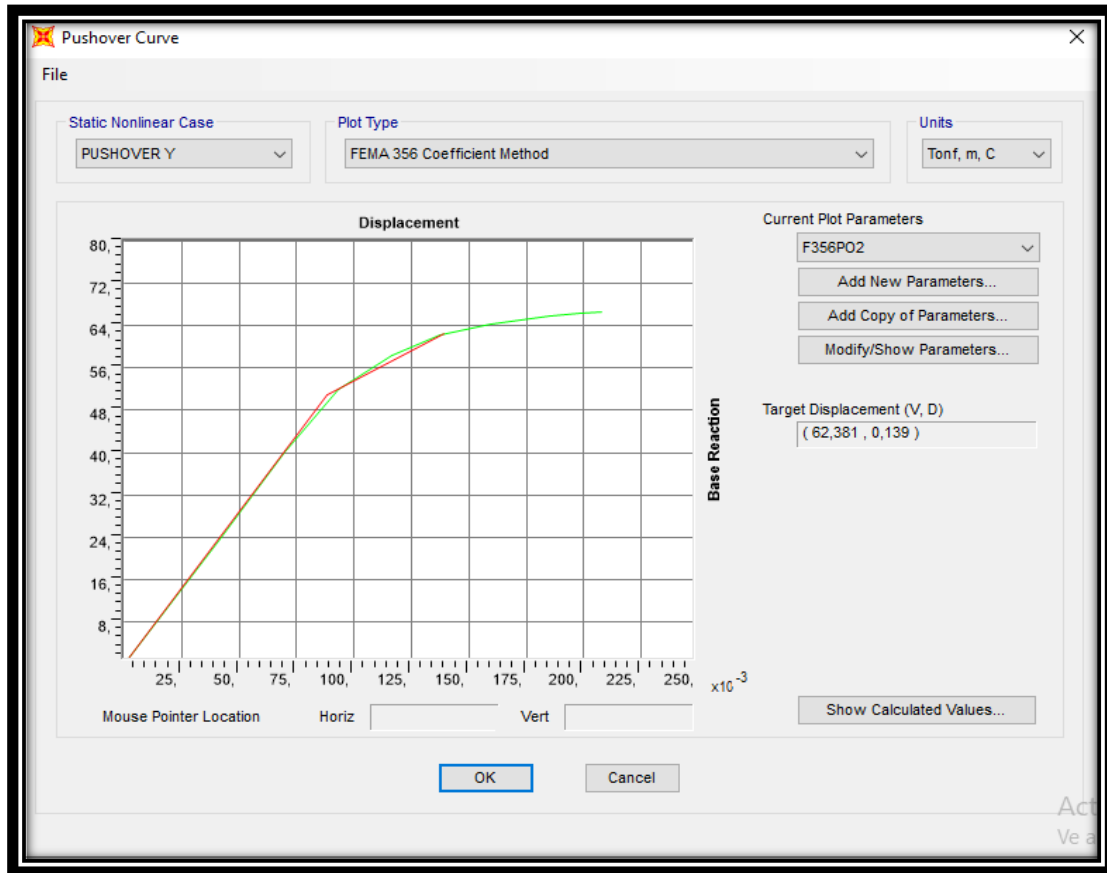 Pushover Curve
File
Static Nonlinear Case
PUSHOVER Y
Plot Type
FEMA 356 Coefficient Method
Units
Tonf, m, C
Displacement
80,
72,
64,
56,
48,
40,
32,
24,
16,
8,
25, 50, 75, 100, 125, 150, 175, 200, 225, 250, x10⁻³
Base Reaction
Mouse Pointer Location Horiz Vert
Current Plot Parameters
F356PO2
Add New Parameters...
Add Copy of Parameters...
Modify/Show Parameters...
Target Displacement (V, D)
( 62,381 , 0,139 )
Show Calculated Values...
OK Cancel
Act
Ve a